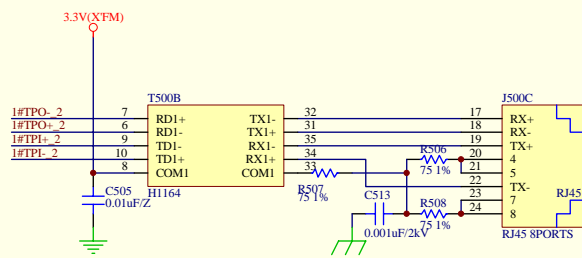 3.3V(X'FM)
T500B
J500C
1#TPO-_2 7 RD1+ TX1- 32 17 RX+
1#TPO+_2 6 RD1- TX1+ 31 18 RX-
1#TPI+_2 9 TD1- RX1- 35 19 TX+
1#TPI-_2 10 TD1+ RX1+ 34 R506 20 4
8 COM1 COM1 33 75 1% 21 5
R507 22 TX-
75 1% 23 7
C505 H1164 C513 R508 24 8
0.01uF/Z 75 1%
0.001uF/2kV RJ45 8PORTS
RJ45